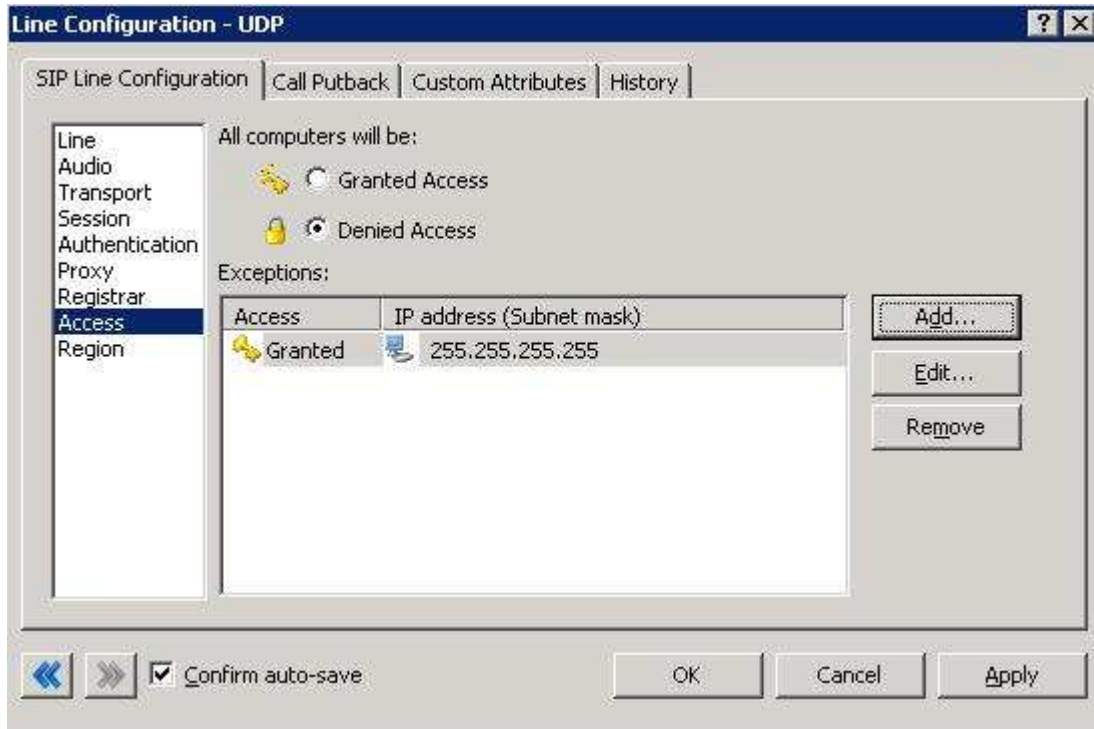 Line Configuration - UDP
SIP Line Configuration
Call Putback
Custom Attributes
History
Line
Audio
Transport
Session
Authentication
Proxy
Registrar
Access
Region
All computers will be:
Granted Access
Denied Access
Exceptions:
Access
IP address (Subnet mask)
Granted
255.255.255.255
Add...
Edit...
Remove
Confirm auto-save
OK
Cancel
Apply